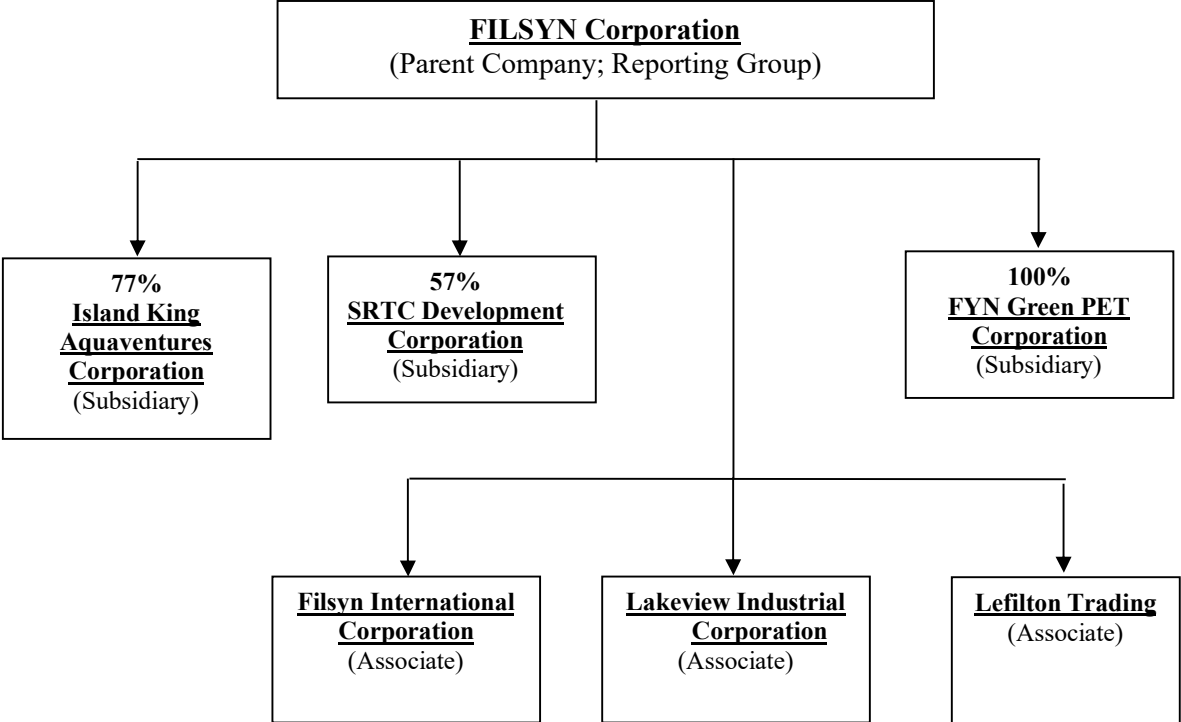 FILSYN Corporation
(Parent Company; Reporting Group)
77%
Island King
Aquaventures
Corporation
(Subsidiary)
57%
SRTC Development
Corporation
(Subsidiary)
100%
FYN Green PET
Corporation
(Subsidiary)
Filsyn International
Corporation
(Associate)
Lakeview Industrial
Corporation
(Associate)
Lefilton Trading
(Associate)